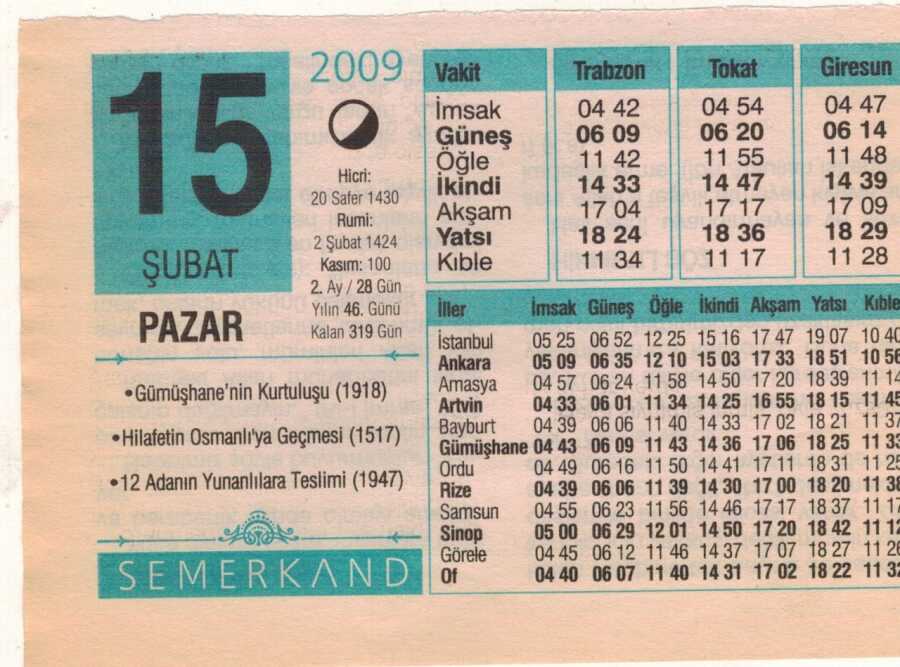 15
ŞUBAT
PAZAR
2009
Hicri:
20 Safer 1430
Rumi:
2 Şubat 1424
Kasım: 100
2. Ay / 28 Gün
Yılın 46. Günü
Kalan 319 Gün
•Gümüşhane'nin Kurtuluşu (1918)
•Hilafetin Osmanlı'ya Geçmesi (1517)
•12 Adanın Yunanlılara Teslimi (1947)
SEMERKAND
Vakit Trabzon Tokat Giresun
İmsak 04 42 04 54 04 47
Güneş 06 09 06 20 06 14
Öğle 11 42 11 55 11 48
İkindi 14 33 14 47 14 39
Akşam 17 04 17 17 17 09
Yatsı 18 24 18 36 18 29
Kıble 11 34 11 17 11 28
İller İmsak Güneş Öğle İkindi Akşam Yatsı Kıble
İstanbul 05 25 06 52 12 25 15 16 17 47 19 07 10 40
Ankara 05 09 06 35 12 10 15 03 17 33 18 51 10 56
Amasya 04 57 06 24 11 58 14 50 17 20 18 39 11 14
Artvin 04 33 06 01 11 34 14 25 16 55 18 15 11 45
Bayburt 04 39 06 06 11 40 14 33 17 02 18 21 11 37
Gümüşhane 04 43 06 09 11 43 14 36 17 06 18 25 11 33
Ordu 04 49 06 16 11 50 14 41 17 11 18 31 11 25
Rize 04 39 06 06 11 39 14 30 17 00 18 20 11 38
Samsun 04 55 06 23 11 56 14 46 17 17 18 37 11 17
Sinop 05 00 06 29 12 01 14 50 17 20 18 42 11 12
Görele 04 45 06 12 11 46 14 37 17 07 18 27 11 26
Of 04 40 06 07 11 40 14 31 17 02 18 22 11 32